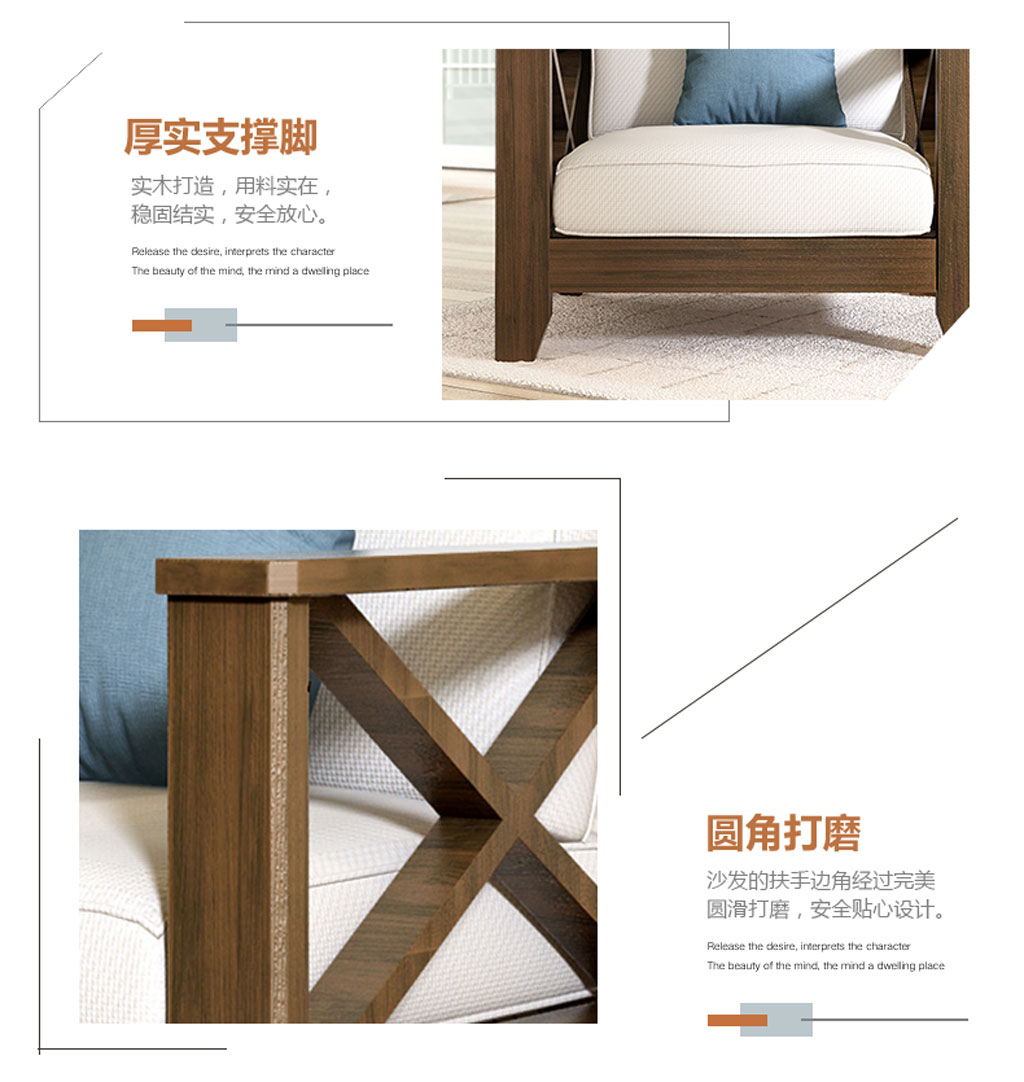 厚实支撑脚
实木打造，用料实在，
稳固结实，安全放心。
Release the desire, interprets the character
The beauty of the mind, the mind a dwelling place
圆角打磨
沙发的扶手边角经过完美
圆滑打磨，安全贴心设计。
Release the desire, interprets the character
The beauty of the mind, the mind a dwelling place